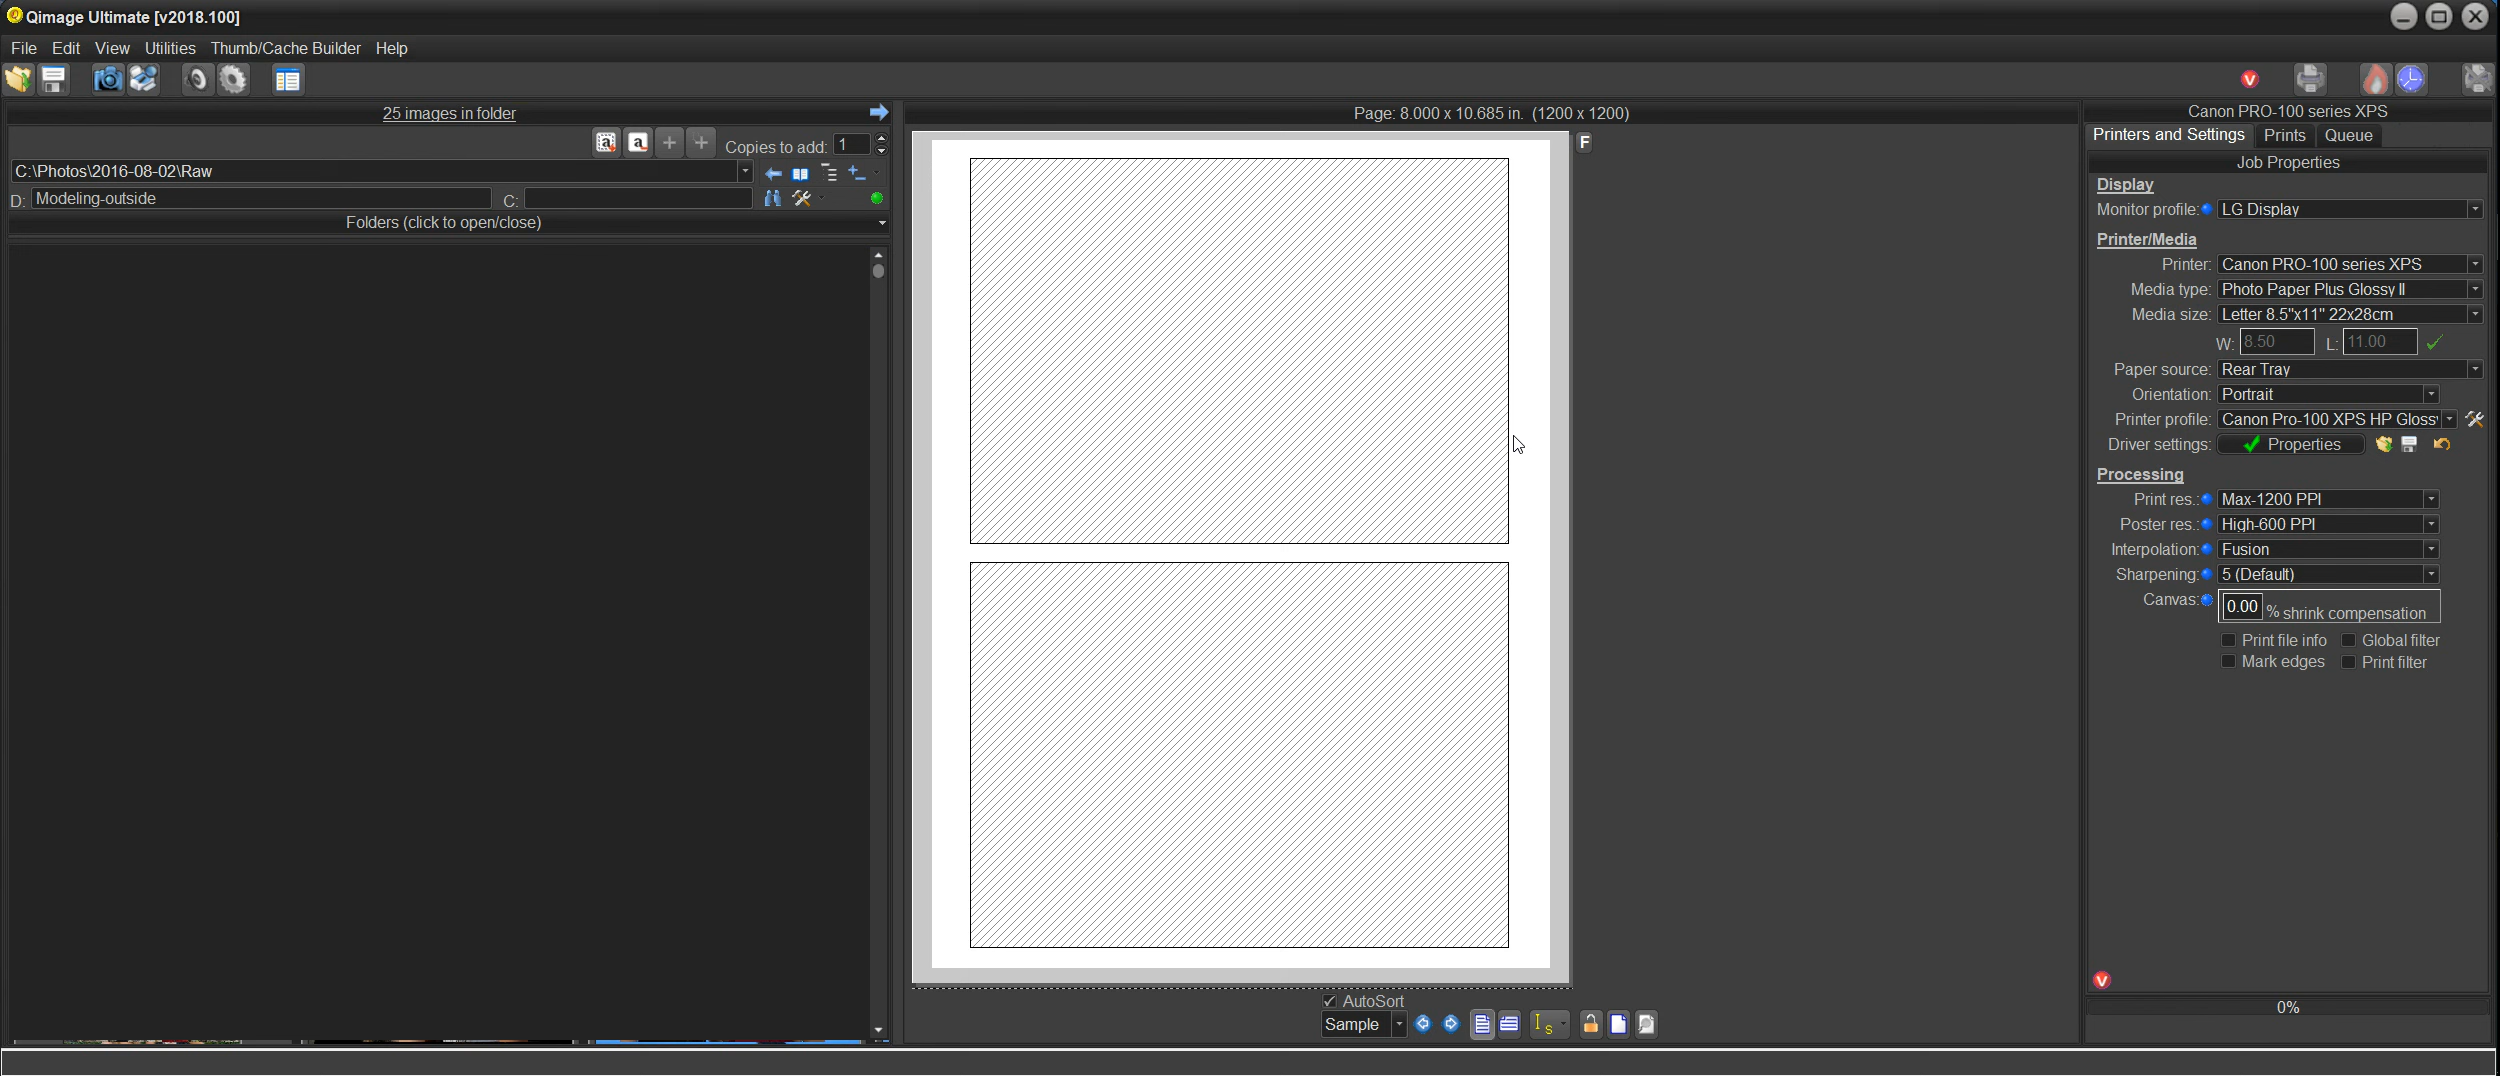 Qimage Ultimate [v2018.100]
File Edit View Utilities Thumb/Cache Builder Help
25 images in folder
Copies to add: 1
C:\Photos\2016-08-02\Raw
D: Modeling-outside C:
Folders (click to open/close)
Page: 8.000 x 10.685 in. (1200 x 1200)
F
AutoSort
Sample
Canon PRO-100 series XPS
Printers and Settings Prints Queue
Job Properties
Display
Monitor profile: LG Display
Printer/Media
Printer: Canon PRO-100 series XPS
Media type: Photo Paper Plus Glossy II
Media size: Letter 8.5"x11" 22x28cm
W: 8.50 L: 11.00
Paper source: Rear Tray
Orientation: Portrait
Printer profile: Canon Pro-100 XPS HP Gloss
Driver settings: Properties
Processing
Print res.: Max-1200 PPI
Poster res.: High-600 PPI
Interpolation: Fusion
Sharpening: 5 (Default)
Canvas: 0.00 % shrink compensation
Print file info Global filter
Mark edges Print filter
V
0%